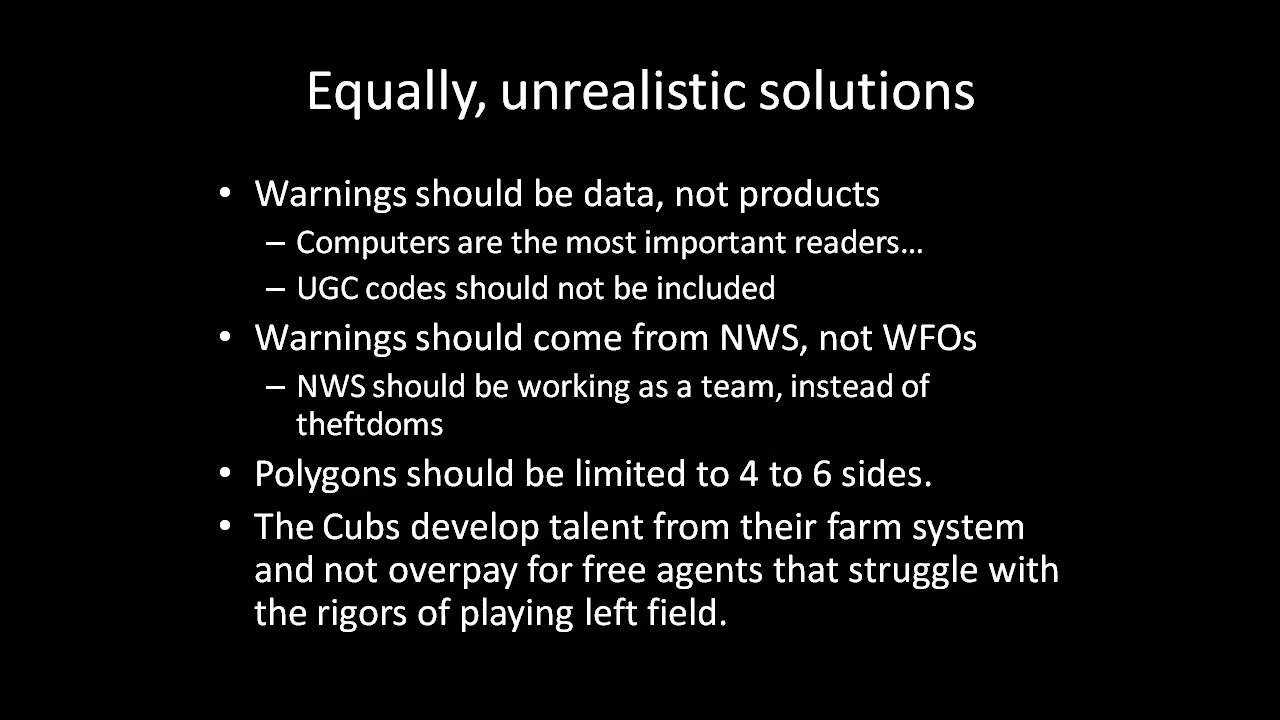 Equally, unrealistic solutions
• Warnings should be data, not products
– Computers are the most important readers…
– UGC codes should not be included
• Warnings should come from NWS, not WFOs
– NWS should be working as a team, instead of
theftdoms
• Polygons should be limited to 4 to 6 sides.
• The Cubs develop talent from their farm system
and not overpay for free agents that struggle with
the rigors of playing left field.